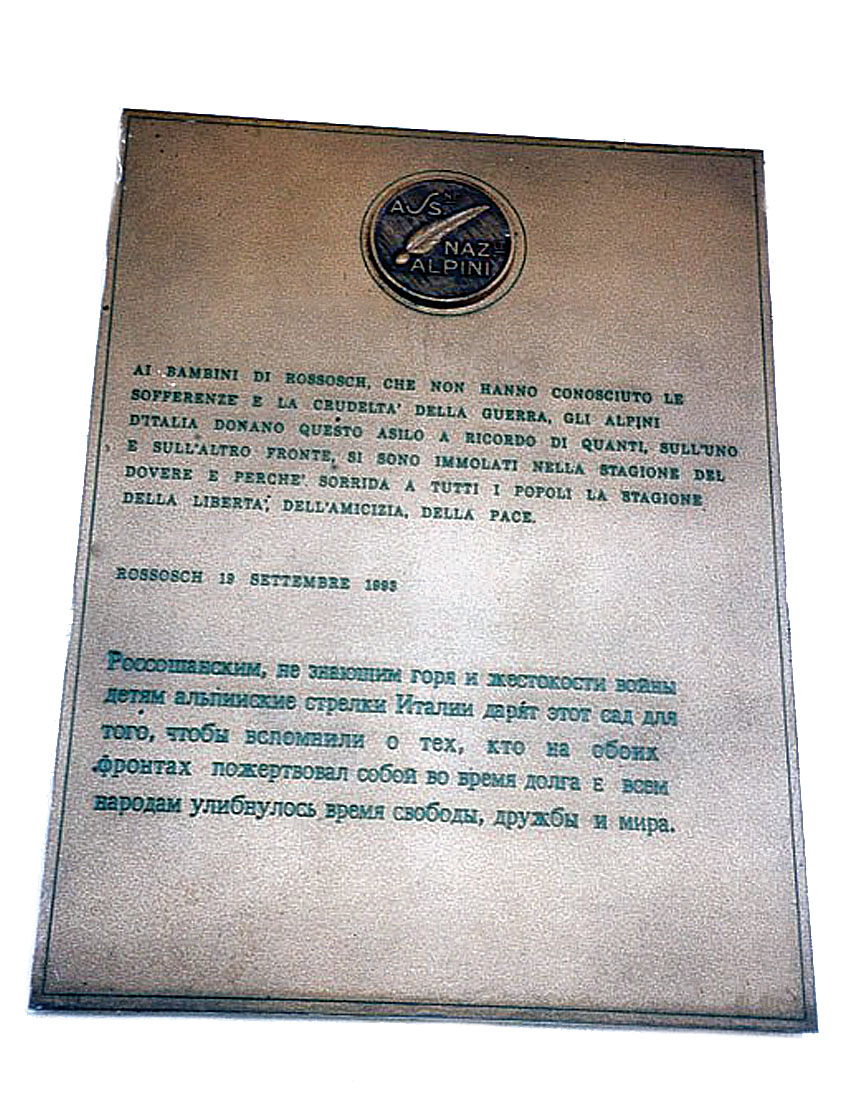 ASS.NE
NAZ.LE
ALPINI
AI BAMBINI DI ROSSOSCH, CHE NON HANNO CONOSCIUTO LE
SOFFERENZE E LA CRUDELTA' DELLA GUERRA, GLI ALPINI
D'ITALIA DONANO QUESTO ASILO A RICORDO DI QUANTI, SULL'UNO
E SULL'ALTRO FRONTE, SI SONO IMMOLATI NELLA STAGIONE DEL
DOVERE E PERCHE' SORRIDA A TUTTI I POPOLI LA STAGIONE
DELLA LIBERTA', DELL'AMICIZIA, DELLA PACE.
ROSSOSCH 19 SETTEMBRE 1993
Россошанским, не знающим горя и жестокости войны
детям альпинские стрелки Италии дарят этот сад для
того, чтобы вспомнили о тех, кто на обоих
фронтах пожертвовал собой во время долга Е всем
народам улибнулось время свободы, дружбы и мира.